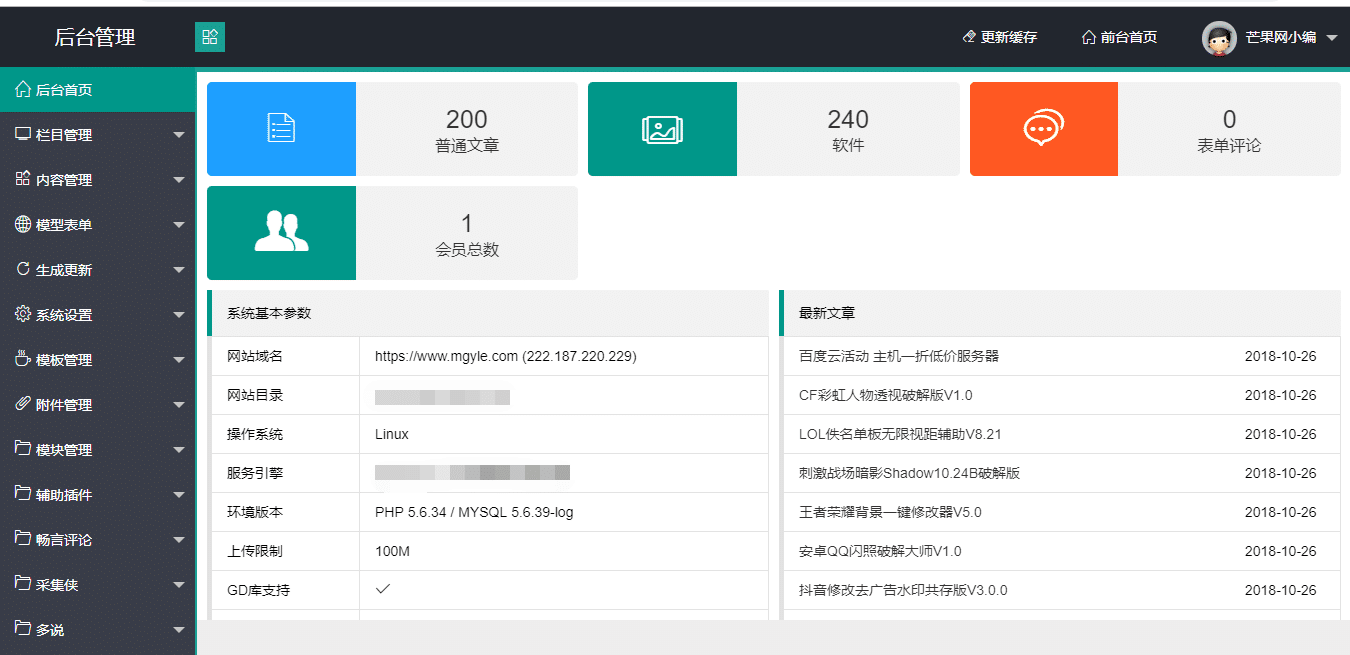 后台管理
更新缓存
前台首页
芒果网小编
后台首页
栏目管理
内容管理
模型表单
生成更新
系统设置
模板管理
附件管理
模块管理
辅助插件
畅言评论
采集侠
多说
200
普通文章
240
软件
0
表单评论
1
会员总数
系统基本参数
网站域名 https://www.mgyle.com (222.187.220.229)
网站目录
操作系统 Linux
服务引擎
环境版本 PHP 5.6.34 / MYSQL 5.6.39-log
上传限制 100M
GD库支持
最新文章
百度云活动 主机一折低价服务器 2018-10-26
CF彩虹人物透视破解版V1.0 2018-10-26
LOL佚名单板无限视距辅助V8.21 2018-10-26
刺激战场暗影Shadow10.24B破解版 2018-10-26
王者荣耀背景一键修改器V5.0 2018-10-26
安卓QQ闪照破解大师V1.0 2018-10-26
抖音修改去广告水印共存版V3.0.0 2018-10-26